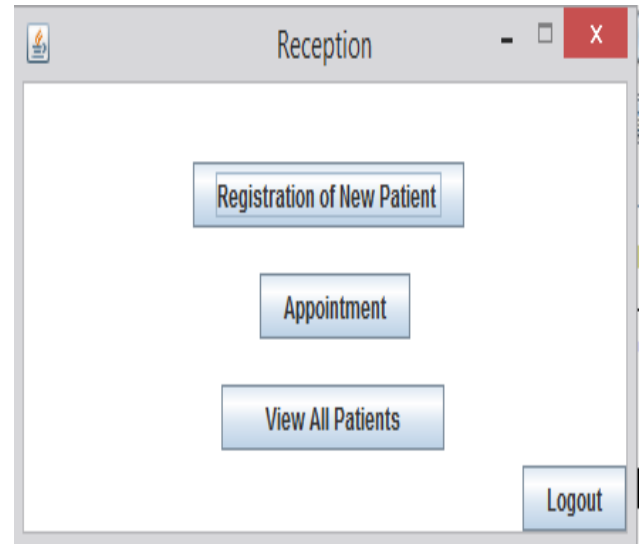 Reception
X
Registration of New Patient
Appointment
View All Patients
Logout